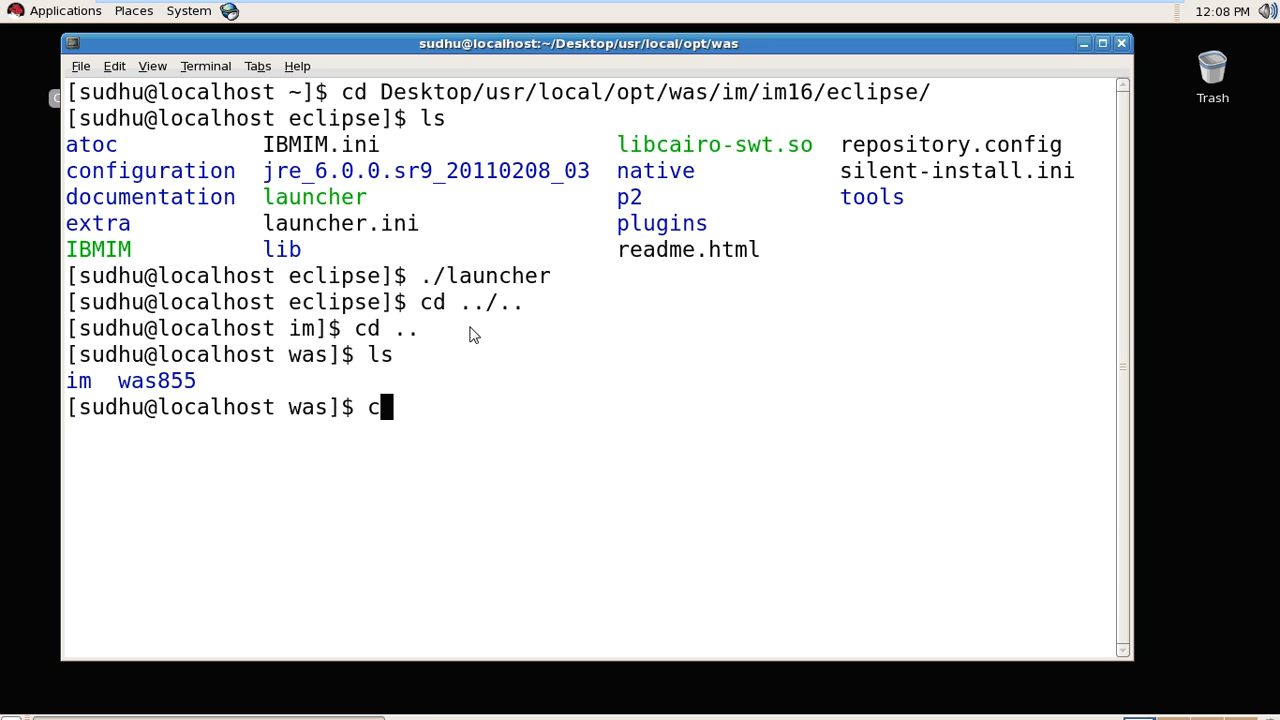 Applications Places System 12:08 PM
sudhu@localhost:~/Desktop/usr/local/opt/was
File Edit View Terminal Tabs Help
[sudhu@localhost ~]$ cd Desktop/usr/local/opt/was/im/im16/eclipse/
[sudhu@localhost eclipse]$ ls
atoc IBMIM.ini libcairo-swt.so repository.config
configuration jre_6.0.0.sr9_20110208_03 native silent-install.ini
documentation launcher p2 tools
extra launcher.ini plugins
IBMIM lib readme.html
[sudhu@localhost eclipse]$ ./launcher
[sudhu@localhost eclipse]$ cd ../..
[sudhu@localhost im]$ cd ..
[sudhu@localhost was]$ ls
im was855
[sudhu@localhost was]$ c
Trash